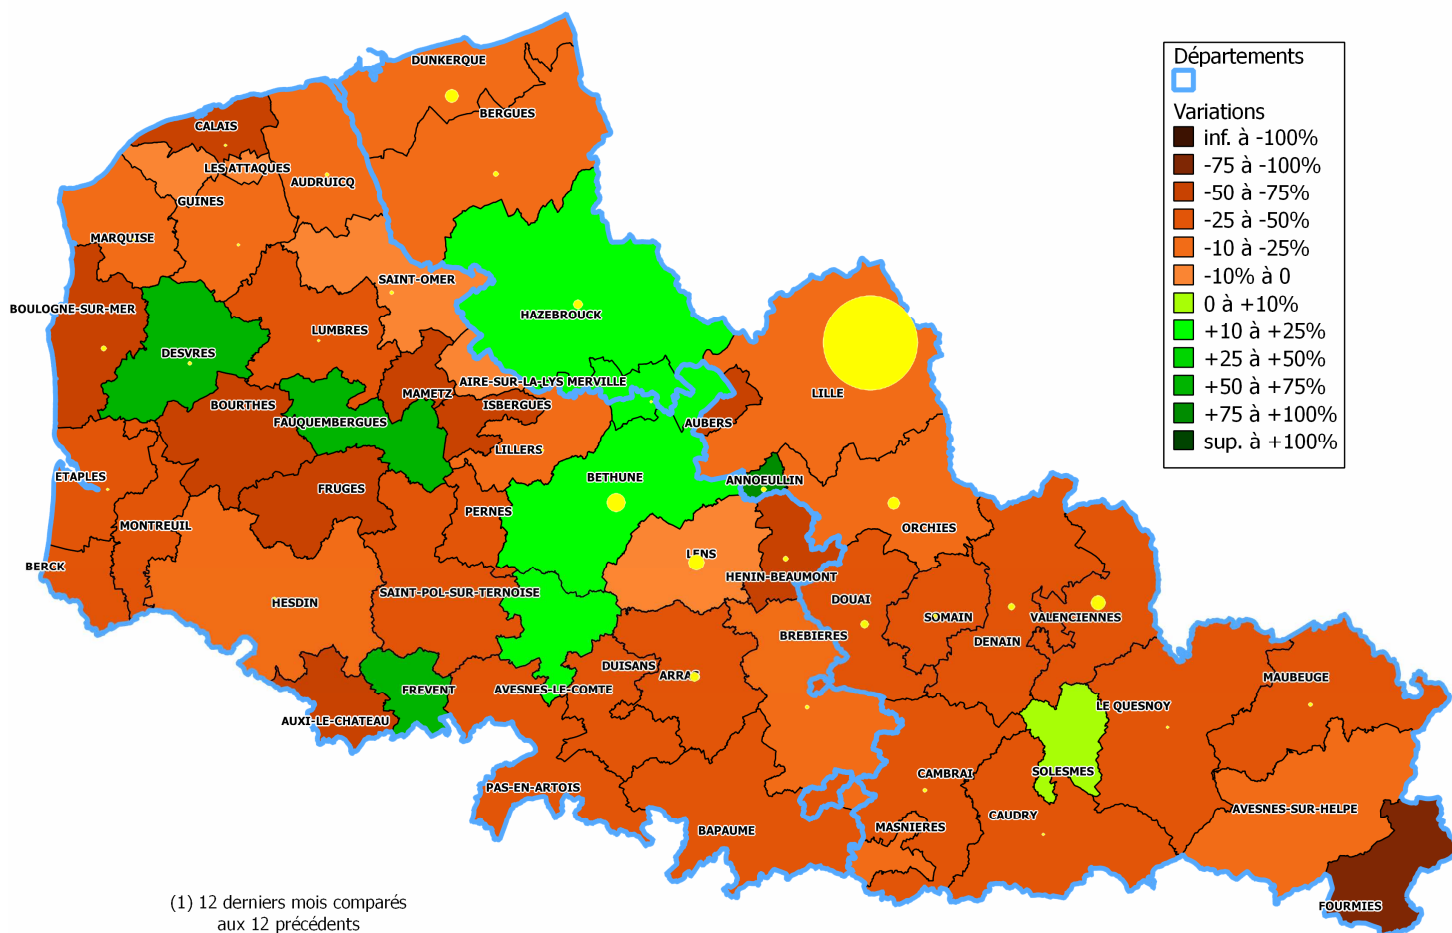 DUNKERQUE
Départements
BERGUES
Variations
CALAIS
inf. à -100%
-75 à -100%
-50 à -75%
-25 à -50%
-10 à -25%
-10% à 0
0 à +10%
+10 à +25%
+25 à +50%
+50 à +75%
+75 à +100%
sup. à +100%
LES ATTAQUES
AUDRUICQ
GUINES
MARQUISE
SAINT-OMER
BOULOGNE-SUR-MER
HAZEBROUCK
LUMBRES
DESVRES
AIRE-SUR-LA-LYS MERVILLE
MAMETZ
LILLE
BOURTHES
ISBERGUES
FAUQUEMBERGUES
AUBERS
LILLERS
ETAPLES
BETHUNE
ANNOEULLIN
FRUGES
PERNES
MONTREUIL
ORCHIES
LENS
BERCK
HENIN-BEAUMONT
SAINT-POL-SUR-TERNOISE
HESDIN
DOUAI
SOMAIN
VALENCIENNES
BREBIERES
DENAIN
DUISANS
ARRAS
MAUBEUGE
FREVENT
AVESNES-LE-COMTE
LE QUESNOY
AUXI-LE-CHATEAU
SOLESMES
CAMBRAI
PAS-EN-ARTOIS
AVESNES-SUR-HELPE
CAUDRY
MASNIERES
BAPAUME
FOURMIES
(1) 12 derniers mois comparés
aux 12 précédents